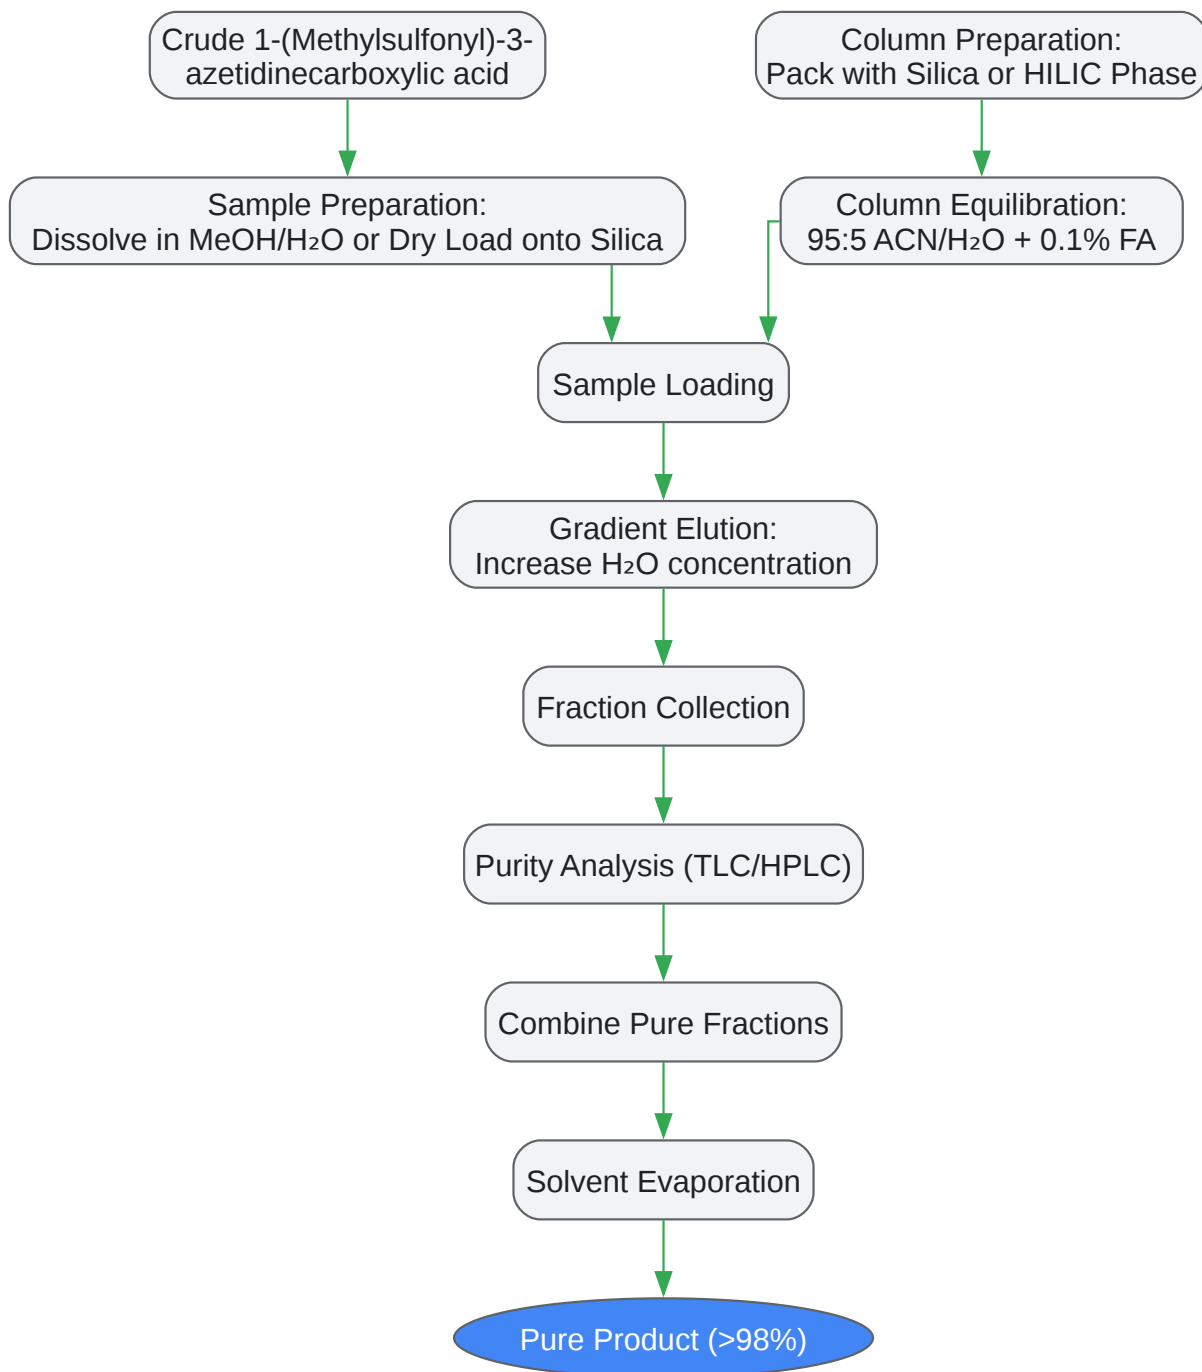 Crude 1-(Methylsulfonyl)-3-
azetidinecarboxylic acid
Column Preparation:
Pack with Silica or HILIC Phase
Sample Preparation:
Dissolve in MeOH/H₂O or Dry Load onto Silica
Column Equilibration:
95:5 ACN/H₂O + 0.1% FA
Sample Loading
Gradient Elution:
Increase H₂O concentration
Fraction Collection
Purity Analysis (TLC/HPLC)
Combine Pure Fractions
Solvent Evaporation
Pure Product (>98%)